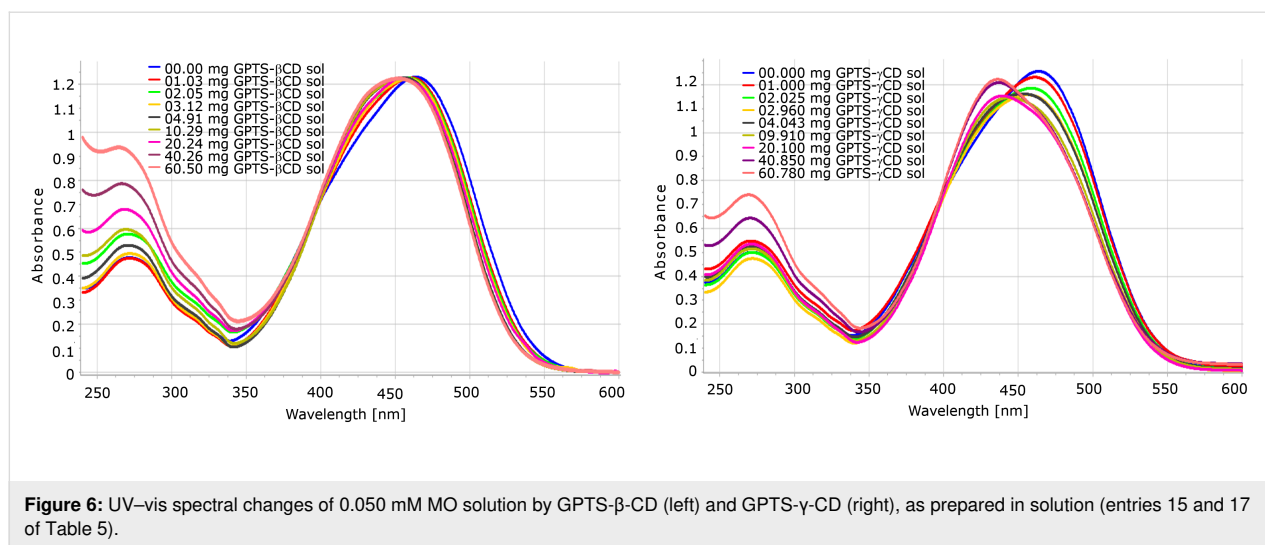 00.00 mg GPTS-βCD sol
01.03 mg GPTS-βCD sol
02.05 mg GPTS-βCD sol
03.12 mg GPTS-βCD sol
04.91 mg GPTS-βCD sol
10.29 mg GPTS-βCD sol
20.24 mg GPTS-βCD sol
40.26 mg GPTS-βCD sol
60.50 mg GPTS-βCD sol
Absorbance
1.2
1.1
1
0.9
0.8
0.7
0.6
0.5
0.4
0.3
0.2
0.1
0
250 300 350 400 450 500 550 600
Wavelength [nm]
00.000 mg GPTS-γCD sol
01.000 mg GPTS-γCD sol
02.025 mg GPTS-γCD sol
02.960 mg GPTS-γCD sol
04.043 mg GPTS-γCD sol
09.910 mg GPTS-γCD sol
20.100 mg GPTS-γCD sol
40.850 mg GPTS-γCD sol
60.780 mg GPTS-γCD sol
Absorbance
1.2
1.1
1
0.9
0.8
0.7
0.6
0.5
0.4
0.3
0.2
0.1
0
250 300 350 400 450 500 550 600
Wavelength [nm]
Figure 6: UV–vis spectral changes of 0.050 mM MO solution by GPTS-β-CD (left) and GPTS-γ-CD (right), as prepared in solution (entries 15 and 17
of Table 5).